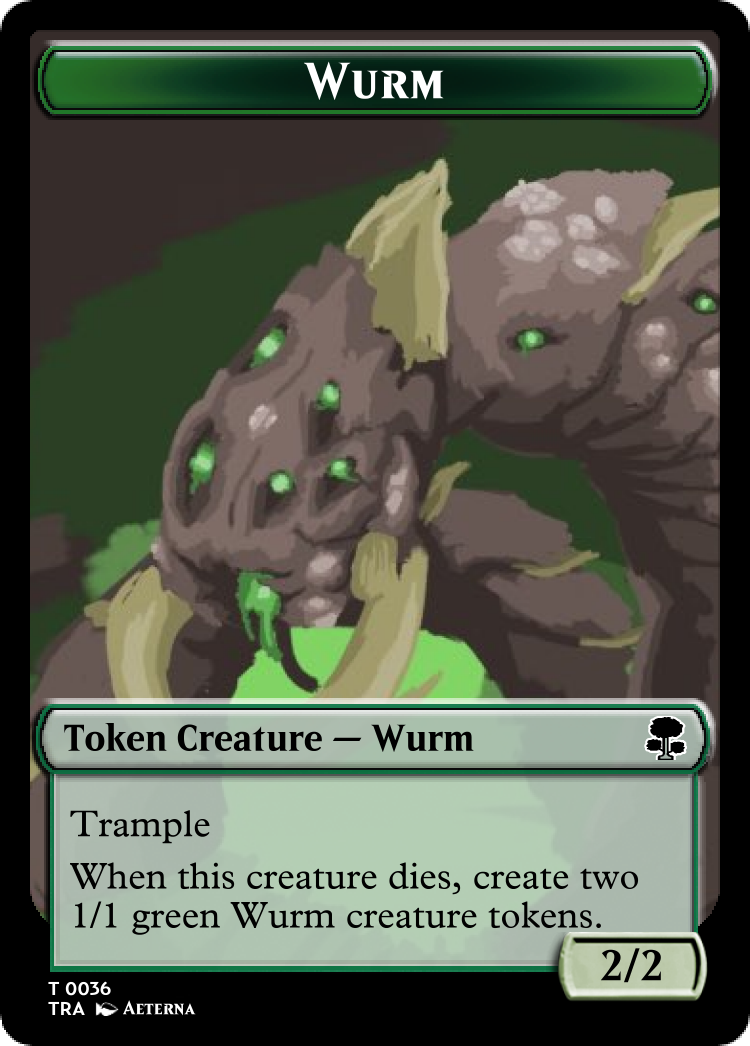 Wurm
Token Creature — Wurm
Trample
When this creature dies, create two
1/1 green Wurm creature tokens.
2/2
T 0036
TRA Aeterna